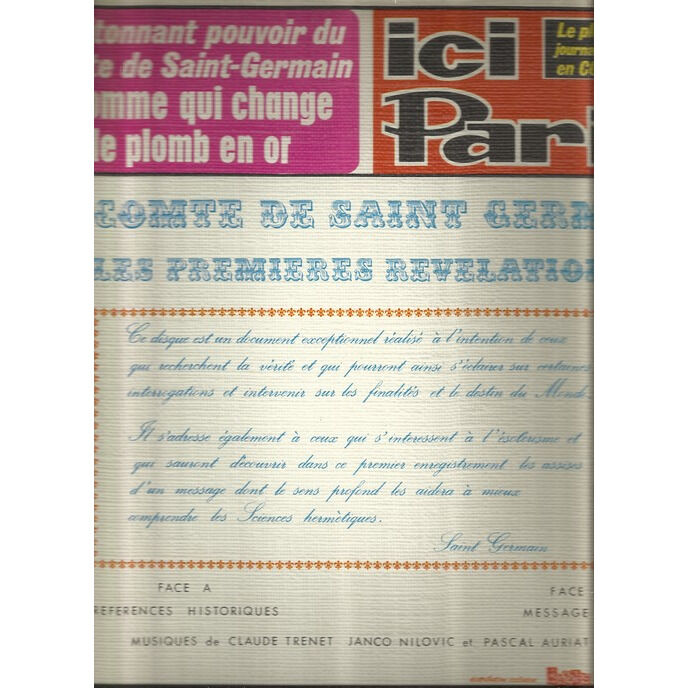 tonnant pouvoir du
te de Saint-Germain
omme qui change
le plomb en or
ici
Pari
Le pl
journa
en Co
COMTE DE SAINT GERM
LES PREMIERES REVELATION
Ce disque est un document exceptionnel réalisé à l'intention de ceux
qui recherchent la vérité et qui pourront ainsi s'éclairer sur certaines
interrogations et intervenir sur les finalités et le destin du Monde.
Il s'adresse également à ceux qui s'interessent à l'ésoterisme et
qui sauront découvrir dans ce premier enregistrement les assises
d'un message dont le sens profond les aidera à mieux
comprendre les Sciences hermètiques.
Saint Germain
FACE A
FACE
REFERENCES HISTORIQUES
MESSAGE
MUSIQUES de CLAUDE TRENET JANCO NILOVIC et PASCAL AURIAT